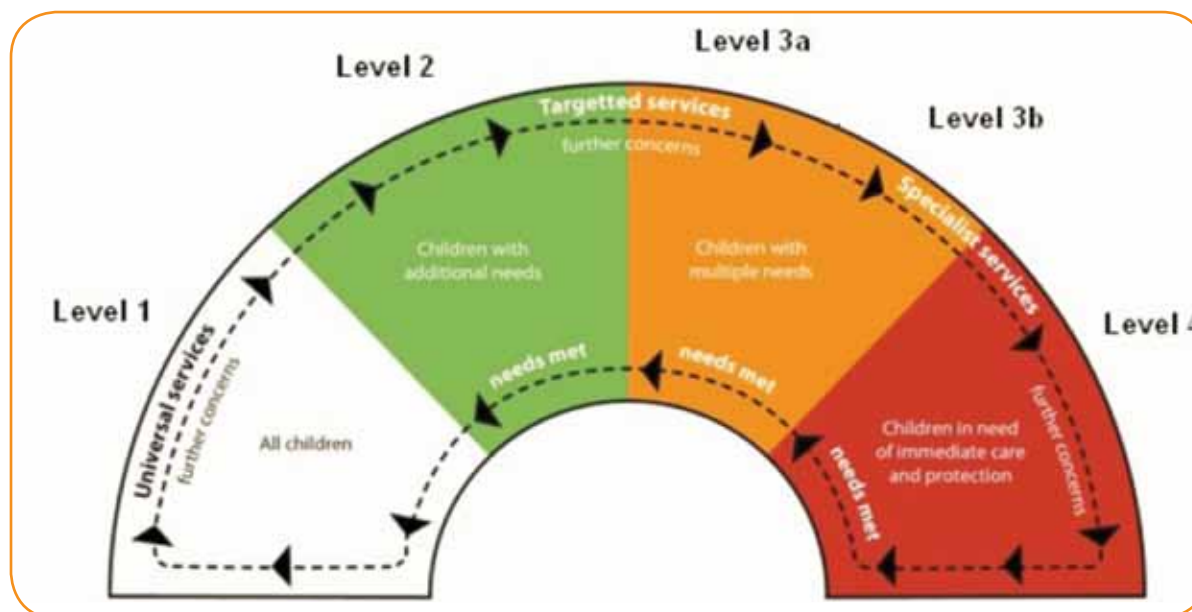 Level 1
Level 2
Level 3a
Level 3b
Level 4
Universal services
further concerns
All children
Targetted services
further concerns
Children with
additional needs
needs met
Children with
multiple needs
needs met
Specialist services
further concerns
Children in need
of immediate care
and protection
needs met